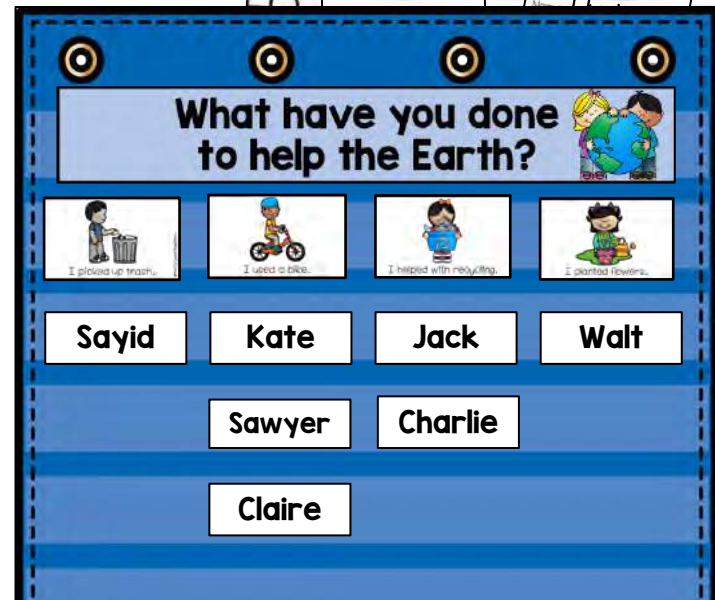 What have you done
to help the Earth?
I picked up trash.
I used a bike.
I helped with recycling.
I planted flowers.
Sayid
Kate
Jack
Walt
Sawyer
Charlie
Claire